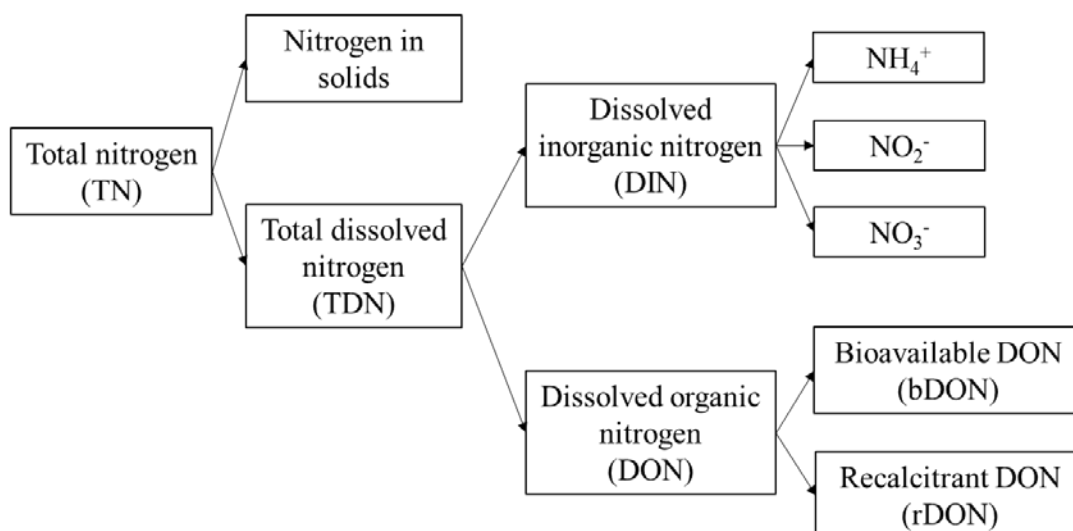 Total nitrogen
(TN)
Nitrogen in
solids
Total dissolved
nitrogen
(TDN)
Dissolved
inorganic nitrogen
(DIN)
Dissolved organic
nitrogen
(DON)
NH₄⁺
NO₂⁻
NO₃⁻
Bioavailable DON
(bDON)
Recalcitrant DON
(rDON)